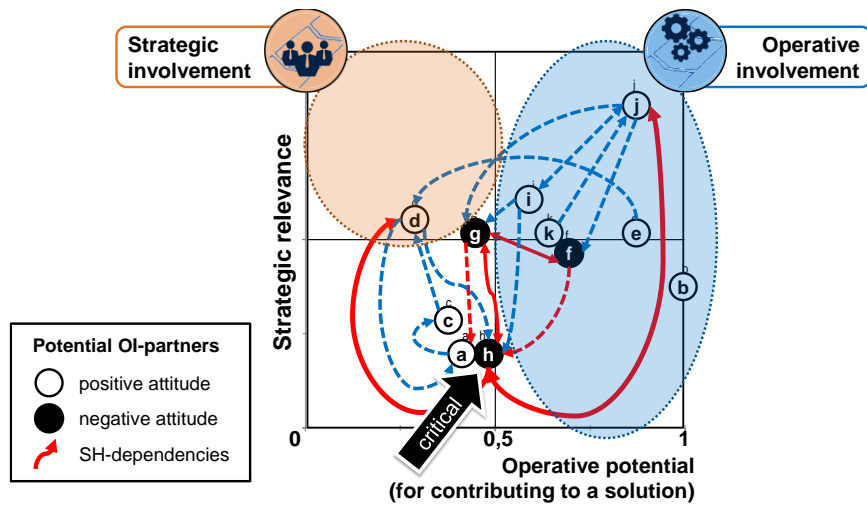 Strategic
involvement
Operative
involvement
Strategic relevance
j
j
i
i
d
g
k
k
f
f
e
b
b
c
c
a
a
h
h
critical
0
0,5
1
Operative potential
(for contributing to a solution)
Potential OI-partners
positive attitude
negative attitude
SH-dependencies